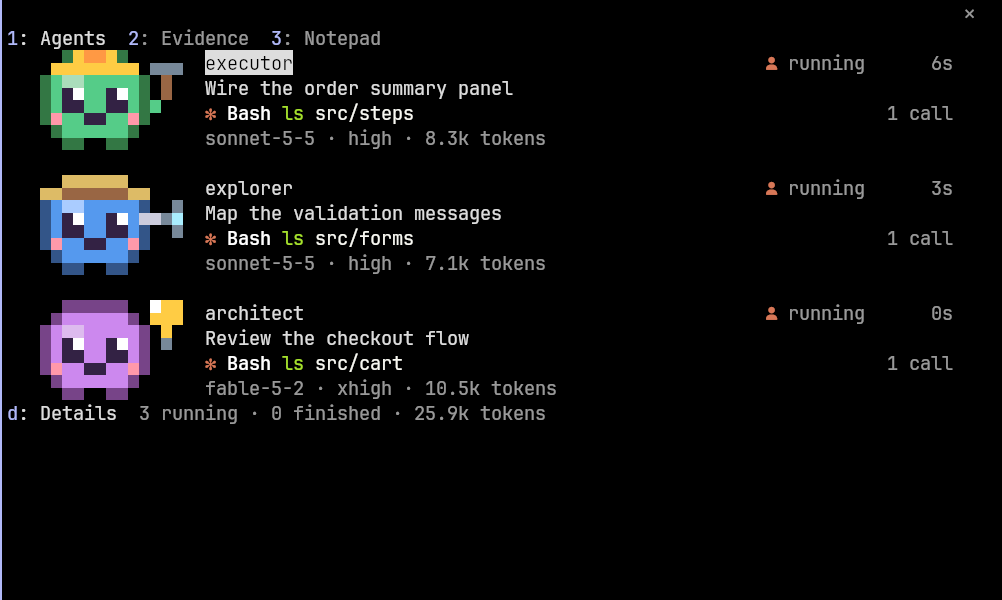 ×
1: Agents  2: Evidence  3: Notepad
executor running 6s
Wire the order summary panel
✻ Bash ls src/steps 1 call
sonnet-5-5 · high · 8.3k tokens
explorer running 3s
Map the validation messages
✻ Bash ls src/forms 1 call
sonnet-5-5 · high · 7.1k tokens
architect running 0s
Review the checkout flow
✻ Bash ls src/cart 1 call
fable-5-2 · xhigh · 10.5k tokens
d: Details  3 running · 0 finished · 25.9k tokens